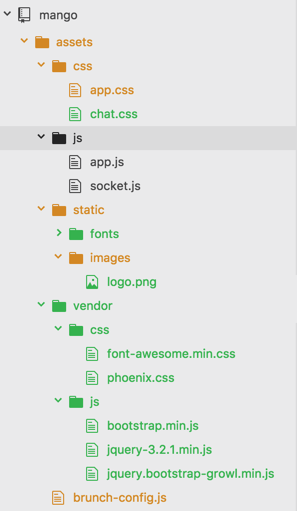 mango
assets
css
app.css
chat.css
js
app.js
socket.js
static
fonts
images
logo.png
vendor
css
font-awesome.min.css
phoenix.css
js
bootstrap.min.js
jquery-3.2.1.min.js
jquery.bootstrap-growl.min.js
brunch-config.js